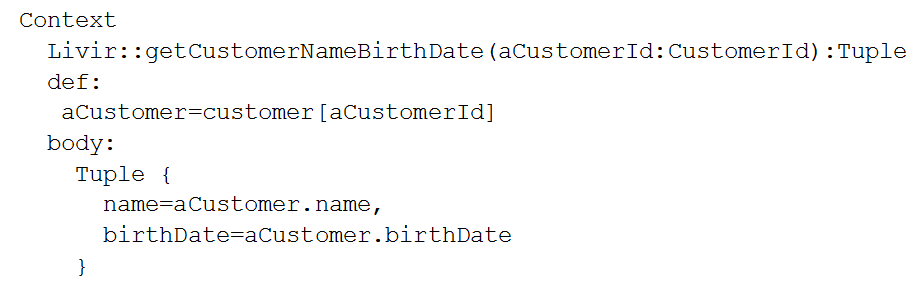 Context
Livir::getCustomerNameBirthDate(aCustomerId:CustomerId):Tuple
def:
aCustomer=customer[aCustomerId]
body:
Tuple {
name=aCustomer.name,
birthDate=aCustomer.birthDate
}